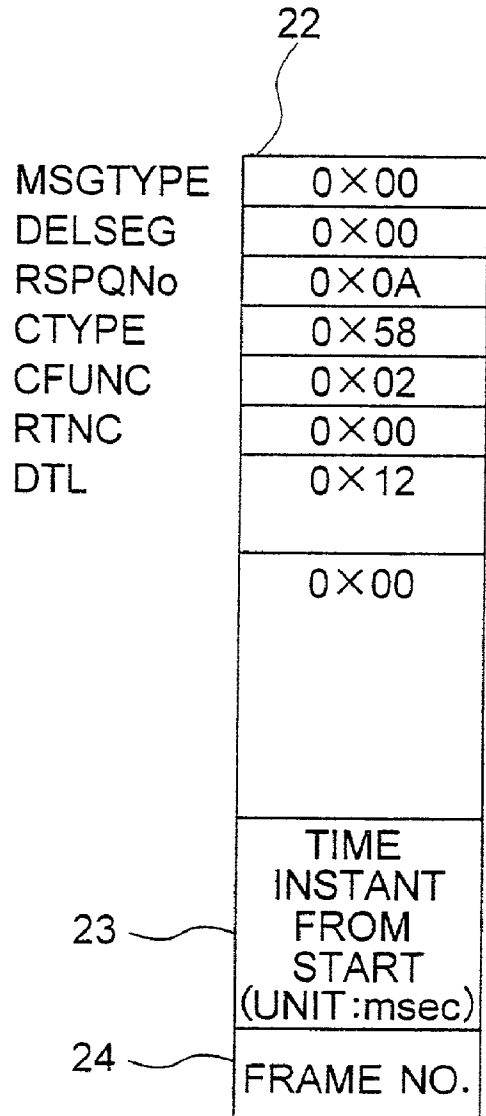 22
MSGTYPE 0×00
DELSEG 0×00
RSPQNo 0×0A
CTYPE 0×58
CFUNC 0×02
RTNC 0×00
DTL 0×12
0×00
TIME
INSTANT
23 FROM
START
(UNIT:msec)
24 FRAME NO.